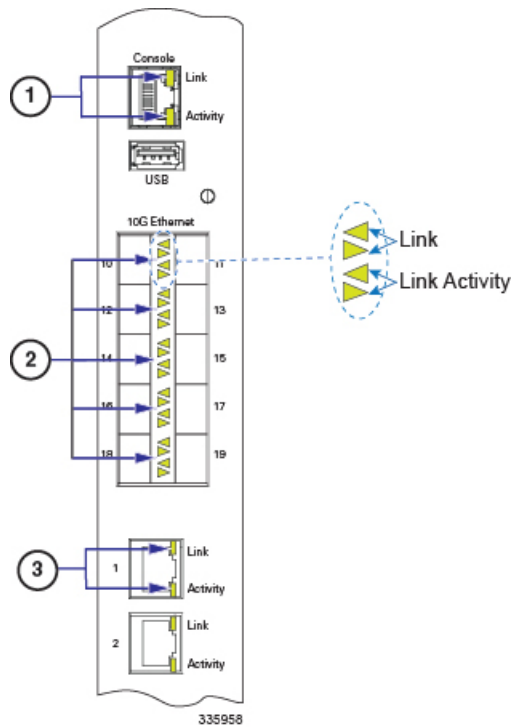 Console
Link
1
Activity
USB
10G Ethernet
10 11
Link
12 13
Link Activity
2
14 15
16 17
18 19
Link
3
1
Activity
Link
2
Activity
335958